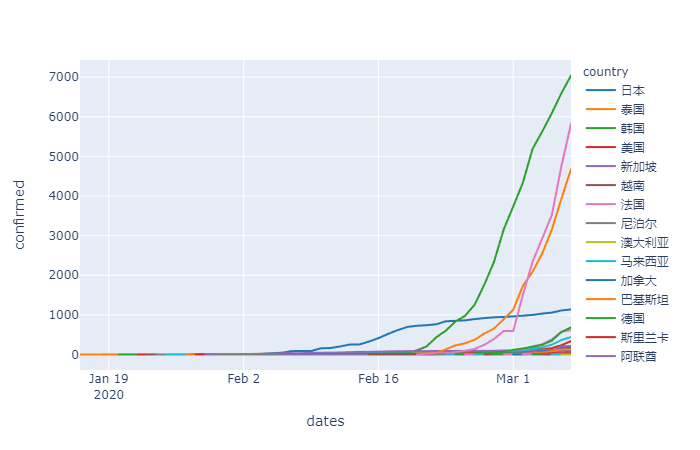 country
日本
泰国
韩国
美国
新加坡
越南
法国
尼泊尔
澳大利亚
马来西亚
加拿大
巴基斯坦
德国
斯里兰卡
阿联酋
7000
6000
5000
4000
3000
2000
1000
0
confirmed
Jan 19
2020
Feb 2
Feb 16
Mar 1
dates